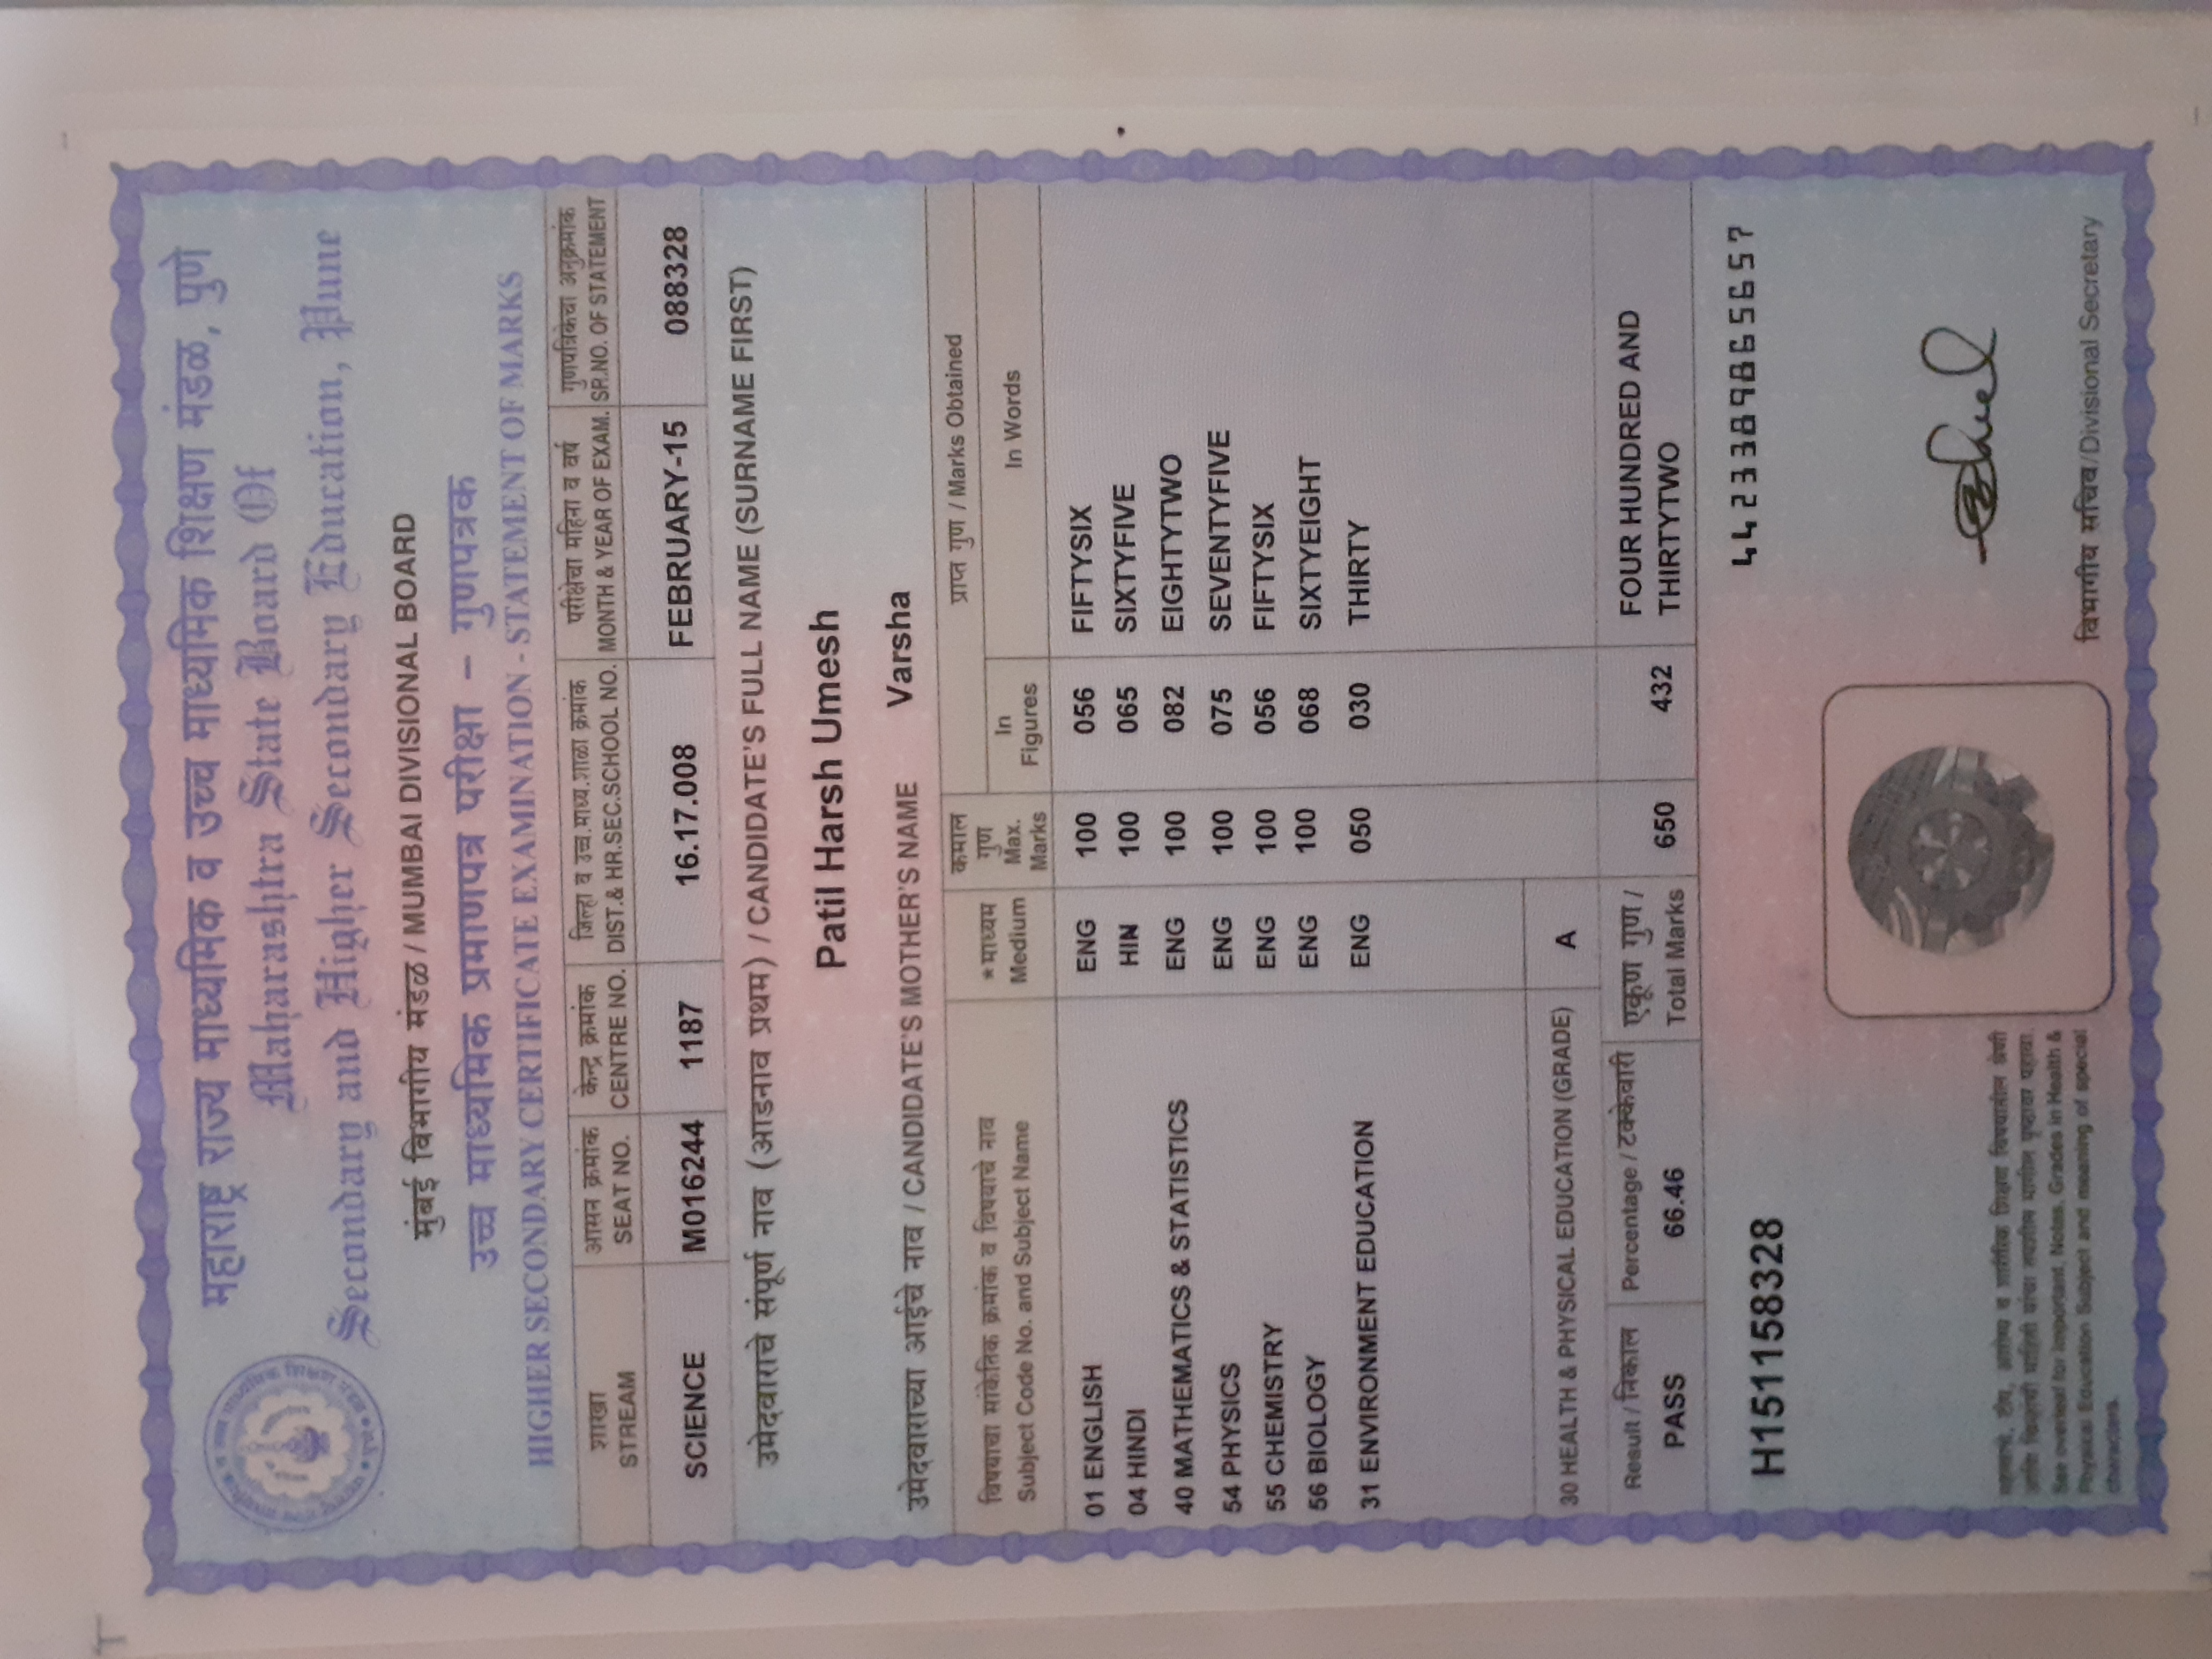 महाराष्ट्र राज्य माध्यमिक व उच्च माध्यमिक शिक्षण मंडळ, पुणे
Maharashtra State Board Of
Secondary and Higher Secondary Education, Pune
मुंबई विभागीय मंडळ / MUMBAI DIVISIONAL BOARD
उच्च माध्यमिक प्रमाणपत्र परीक्षा – गुणपत्रक
HIGHER SECONDARY CERTIFICATE EXAMINATION - STATEMENT OF MARKS
शाखा आसन क्रमांक केन्द्र क्रमांक जिल्हा व उच्च.माध्य.शाळा क्रमांक परीक्षेचा महिना व वर्ष गुणपत्रिकेचा अनुक्रमांक
STREAM SEAT NO. CENTRE NO. DIST.& HR.SEC.SCHOOL NO. MONTH & YEAR OF EXAM. SR.NO. OF STATEMENT
SCIENCE M016244 1187 16.17.008 FEBRUARY-15 088328
उमेदवाराचे संपूर्ण नाव (आडनाव प्रथम) / CANDIDATE'S FULL NAME (SURNAME FIRST)
Patil Harsh Umesh
उमेदवाराच्या आईचे नाव / CANDIDATE'S MOTHER'S NAME Varsha
विषयाचा सांकेतिक क्रमांक व विषयाचे नाव
Subject Code No. and Subject Name
*माध्यम
Medium
कमाल
गुण
Max.
Marks
प्राप्त गुण / Marks Obtained
In
Figures
In Words
01 ENGLISH ENG 100 056 FIFTYSIX
04 HINDI HIN 100 065 SIXTYFIVE
40 MATHEMATICS & STATISTICS ENG 100 082 EIGHTYTWO
54 PHYSICS ENG 100 075 SEVENTYFIVE
55 CHEMISTRY ENG 100 056 FIFTYSIX
56 BIOLOGY ENG 100 068 SIXTYEIGHT
31 ENVIRONMENT EDUCATION ENG 050 030 THIRTY
30 HEALTH & PHYSICAL EDUCATION (GRADE) A
Result / निकाल Percentage / टक्केवारी एकूण गुण /
PASS 66.46 Total Marks 650 432
FOUR HUNDRED AND
THIRTYTWO
H151158328
4423389865657
महत्वाचे, टीप, आरोग्य व शारीरिक शिक्षण विषयातील श्रेणी
आणि चिन्हांची माहिती यांचा तपशील मागील पृष्ठावर पहावा.
See overleaf for Important, Notes, Grades in Health &
Physical Education Subject and meaning of special
characters.
विभागीय सचिव/Divisional Secretary